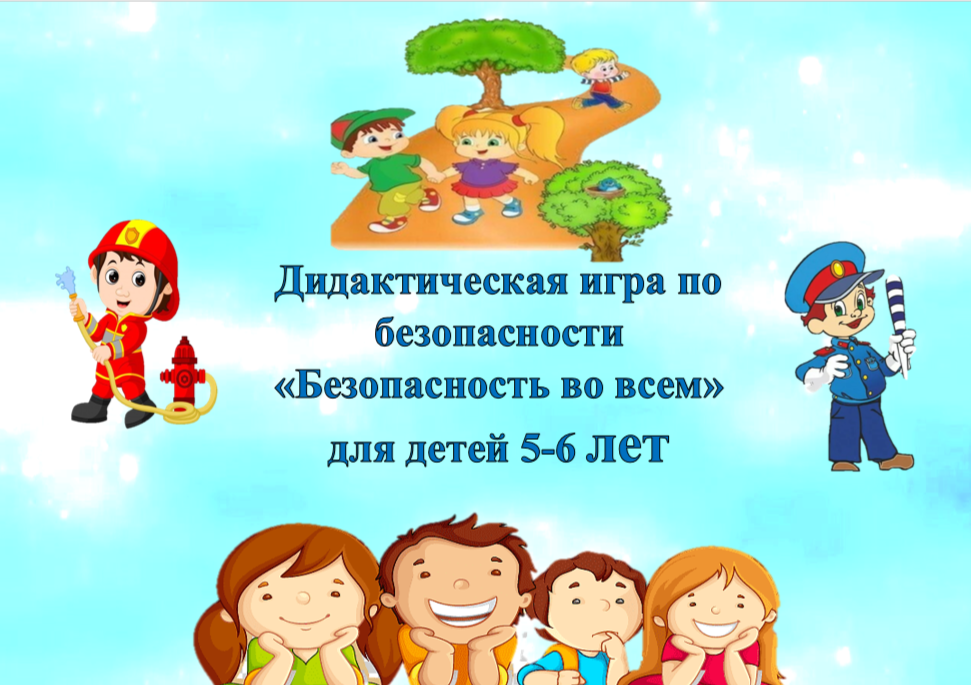 Дидактическая игра по
безопасности
«Безопасность во всем»
для детей 5-6 лет